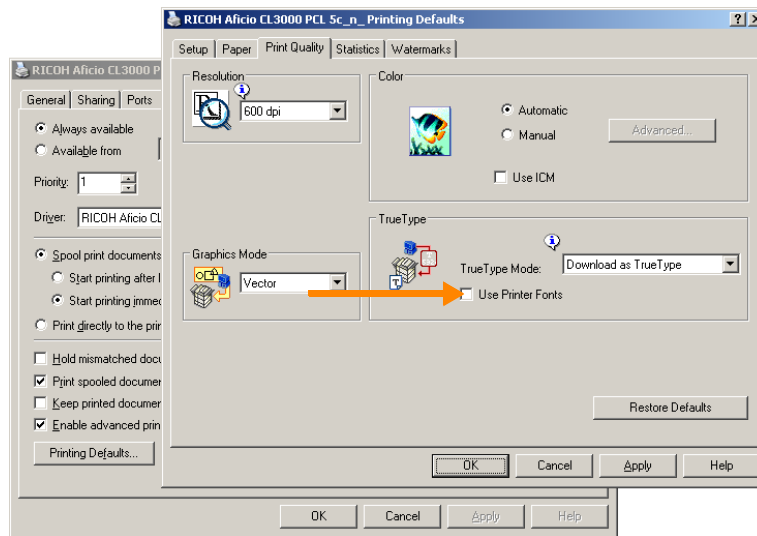 RICOH Aficio CL3000 PCL 5c_n_ Printing Defaults
Setup Paper Print Quality Statistics Watermarks
Resolution
600 dpi
Color
Automatic
Manual
Advanced...
Use ICM
Graphics Mode
Vector
TrueType
TrueType Mode: Download as TrueType
Use Printer Fonts
Restore Defaults
OK Cancel Apply Help
RICOH Aficio CL3000 P
General Sharing Ports
Always available
Available from
Priority: 1
Driver: RICOH Aficio CL
Spool print documents
Start printing after l
Start printing immed
Print directly to the prin
Hold mismatched docu
Print spooled documen
Keep printed documen
Enable advanced prin
Printing Defaults...
OK Cancel Apply Help